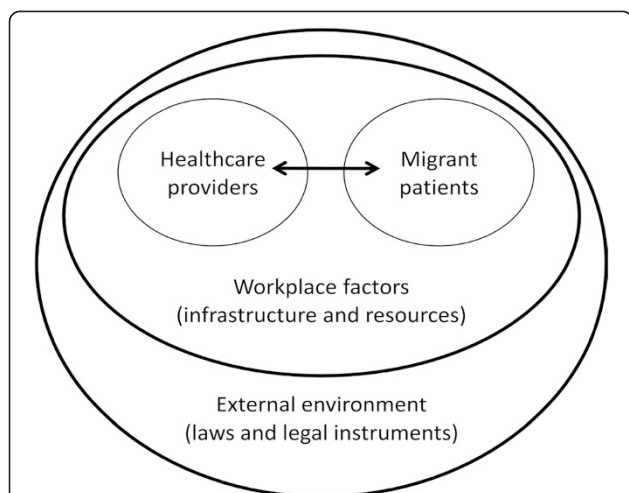 Healthcare
providers
Migrant
patients
Workplace factors
(infrastructure and resources)
External environment
(laws and legal instruments)